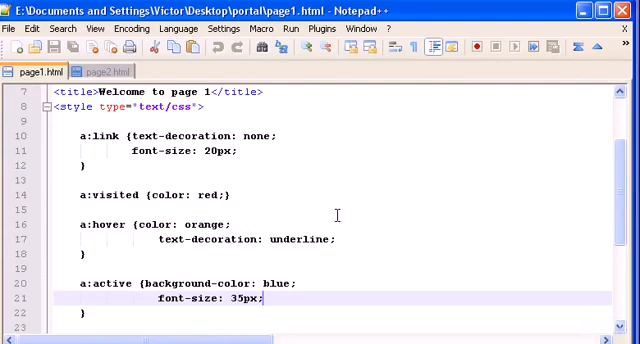 E:\Documents and Settings\Victor\Desktop\portal\page1.html - Notepad++
File Edit Search View Encoding Language Settings Macro Run Plugins Window ?
page1.html page2.html
7 <title>Welcome to page 1</title>
8 <style type="text/css">
9
10 a:link {text-decoration: none;
11 font-size: 20px;
12 }
13
14 a:visited {color: red;}
15
16 a:hover {color: orange;
17 text-decoration: underline;
18 }
19
20 a:active {background-color: blue;
21 font-size: 35px;
22 }
23